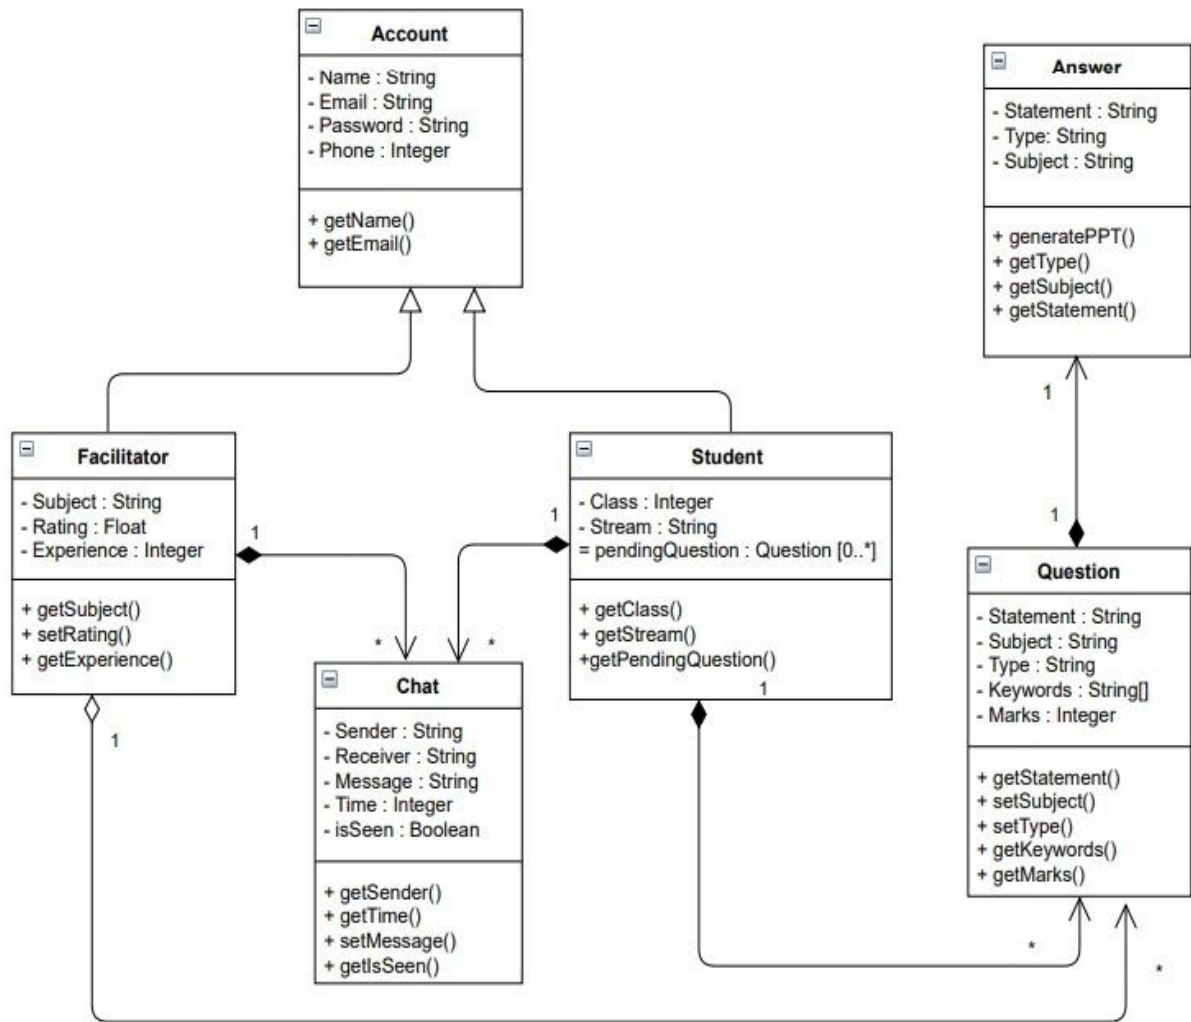 Account
- Name : String
- Email : String
- Password : String
- Phone : Integer
+ getName()
+ getEmail()
Answer
- Statement : String
- Type: String
- Subject : String
+ generatePPT()
+ getType()
+ getSubject()
+ getStatement()
1
1
Facilitator
- Subject : String
- Rating : Float
- Experience : Integer
+ getSubject()
+ setRating()
+ getExperience()
1
*
1
Student
- Class : Integer
- Stream : String
= pendingQuestion : Question [0..*]
+ getClass()
+ getStream()
+getPendingQuestion()
1
*
1
Chat
- Sender : String
- Receiver : String
- Message : String
- Time : Integer
- isSeen : Boolean
+ getSender()
+ getTime()
+ setMessage()
+ getIsSeen()
Question
- Statement : String
- Subject : String
- Type : String
- Keywords : String[]
- Marks : Integer
+ getStatement()
+ setSubject()
+ setType()
+ getKeywords()
+ getMarks()
*
*